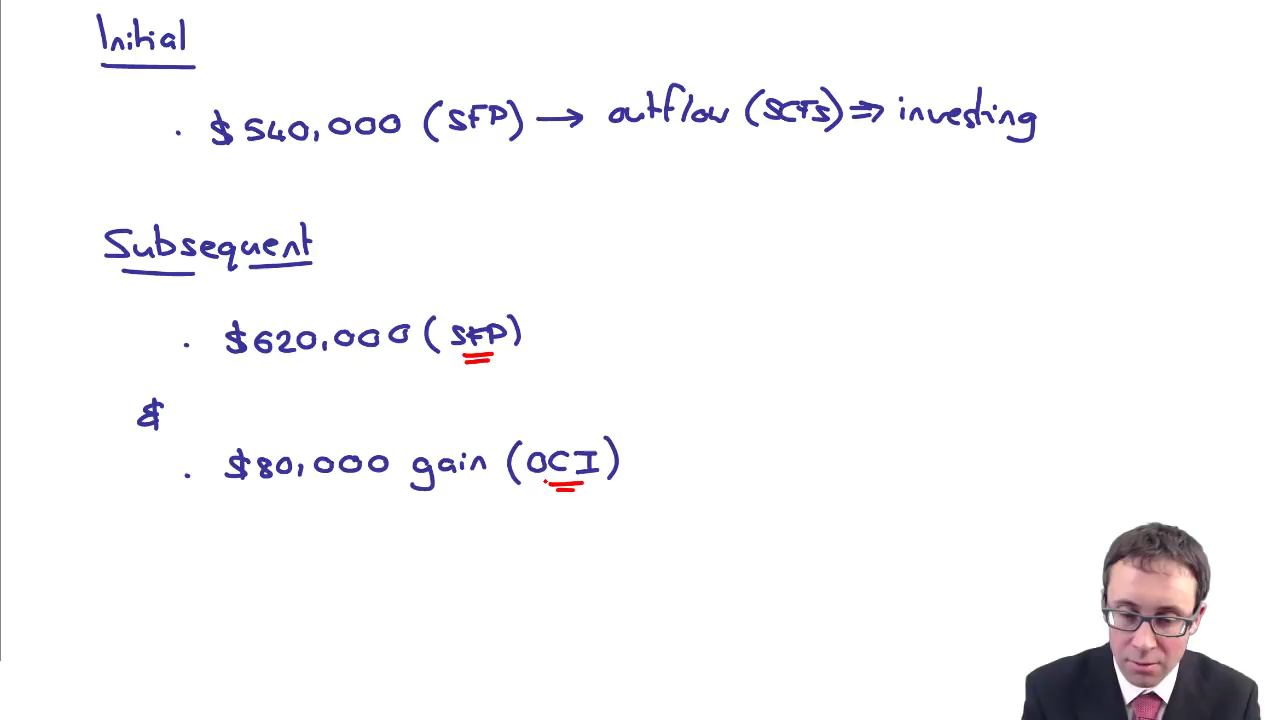 Initial
. $540,000 (SFP) → outflow (SCFs) ⇒ investing
Subsequent
. $620,000 (SFP)
&
. $80,000 gain (OCI)